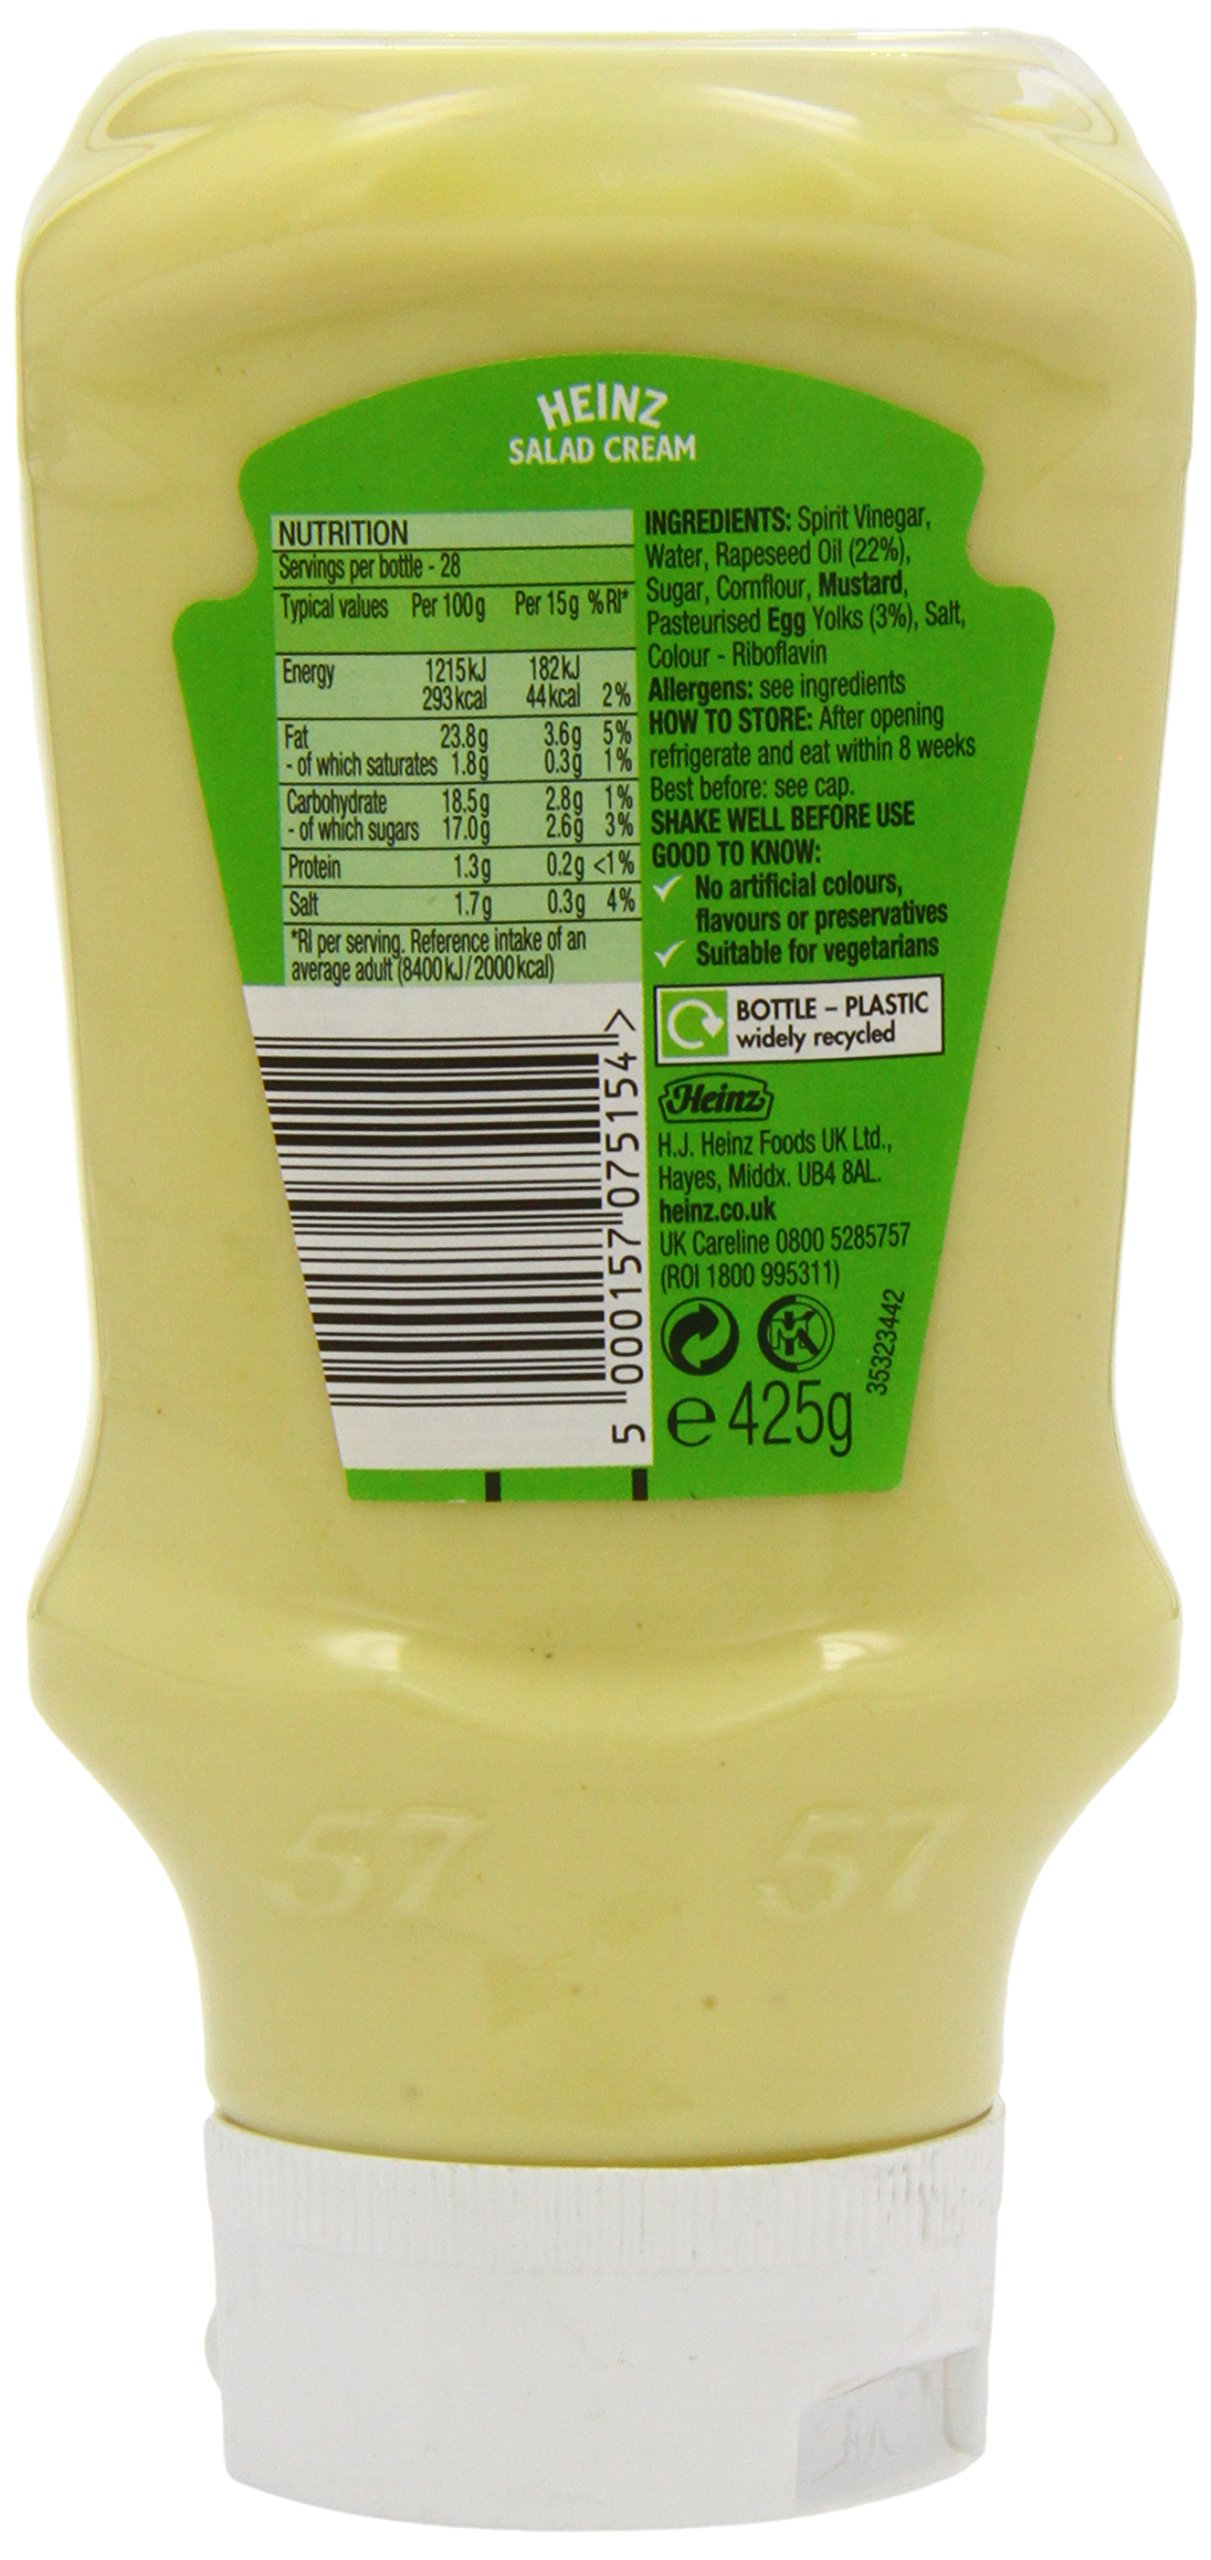 HEINZ
SALAD CREAM
NUTRITION
Servings per bottle - 28
Typical values Per 100g Per 15g %RI*
Energy 1215kJ 182kJ
293kcal 44kcal 2%
Fat 23.8g 3.6g 5%
- of which saturates 1.8g 0.3g 1%
Carbohydrate 18.5g 2.8g 1%
- of which sugars 17.0g 2.6g 3%
Protein 1.3g 0.2g <1%
Salt 1.7g 0.3g 4%
*RI per serving. Reference intake of an
average adult (8400kJ/2000kcal)
INGREDIENTS: Spirit Vinegar,
Water, Rapeseed Oil (22%),
Sugar, Cornflour, Mustard,
Pasteurised Egg Yolks (3%), Salt,
Colour - Riboflavin
Allergens: see ingredients
HOW TO STORE: After opening
refrigerate and eat within 8 weeks
Best before: see cap.
SHAKE WELL BEFORE USE
GOOD TO KNOW:
✓ No artificial colours,
flavours or preservatives
✓ Suitable for vegetarians
BOTTLE – PLASTIC
widely recycled
Heinz
H.J. Heinz Foods UK Ltd.,
Hayes, Middx. UB4 8AL.
heinz.co.uk
UK Careline 0800 5285757
(ROI 1800 995311)
35323442
e 425g
5 000157 075154 >
57 57